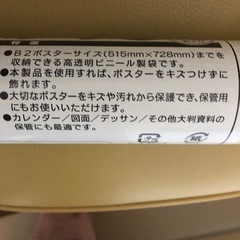 特徴
●B2ポスターサイズ（515mm×728mm）までを
収納できる高透明ビニール製袋です。
●本製品を使用すれば、ポスターをキズつけずに
飾れます。
●大切なポスターをキズや汚れから保護でき、保管用
にもお使いいただけます。
●カレンダー／図面／デッサン／その他大判資料の
保管にも最適です。
紙